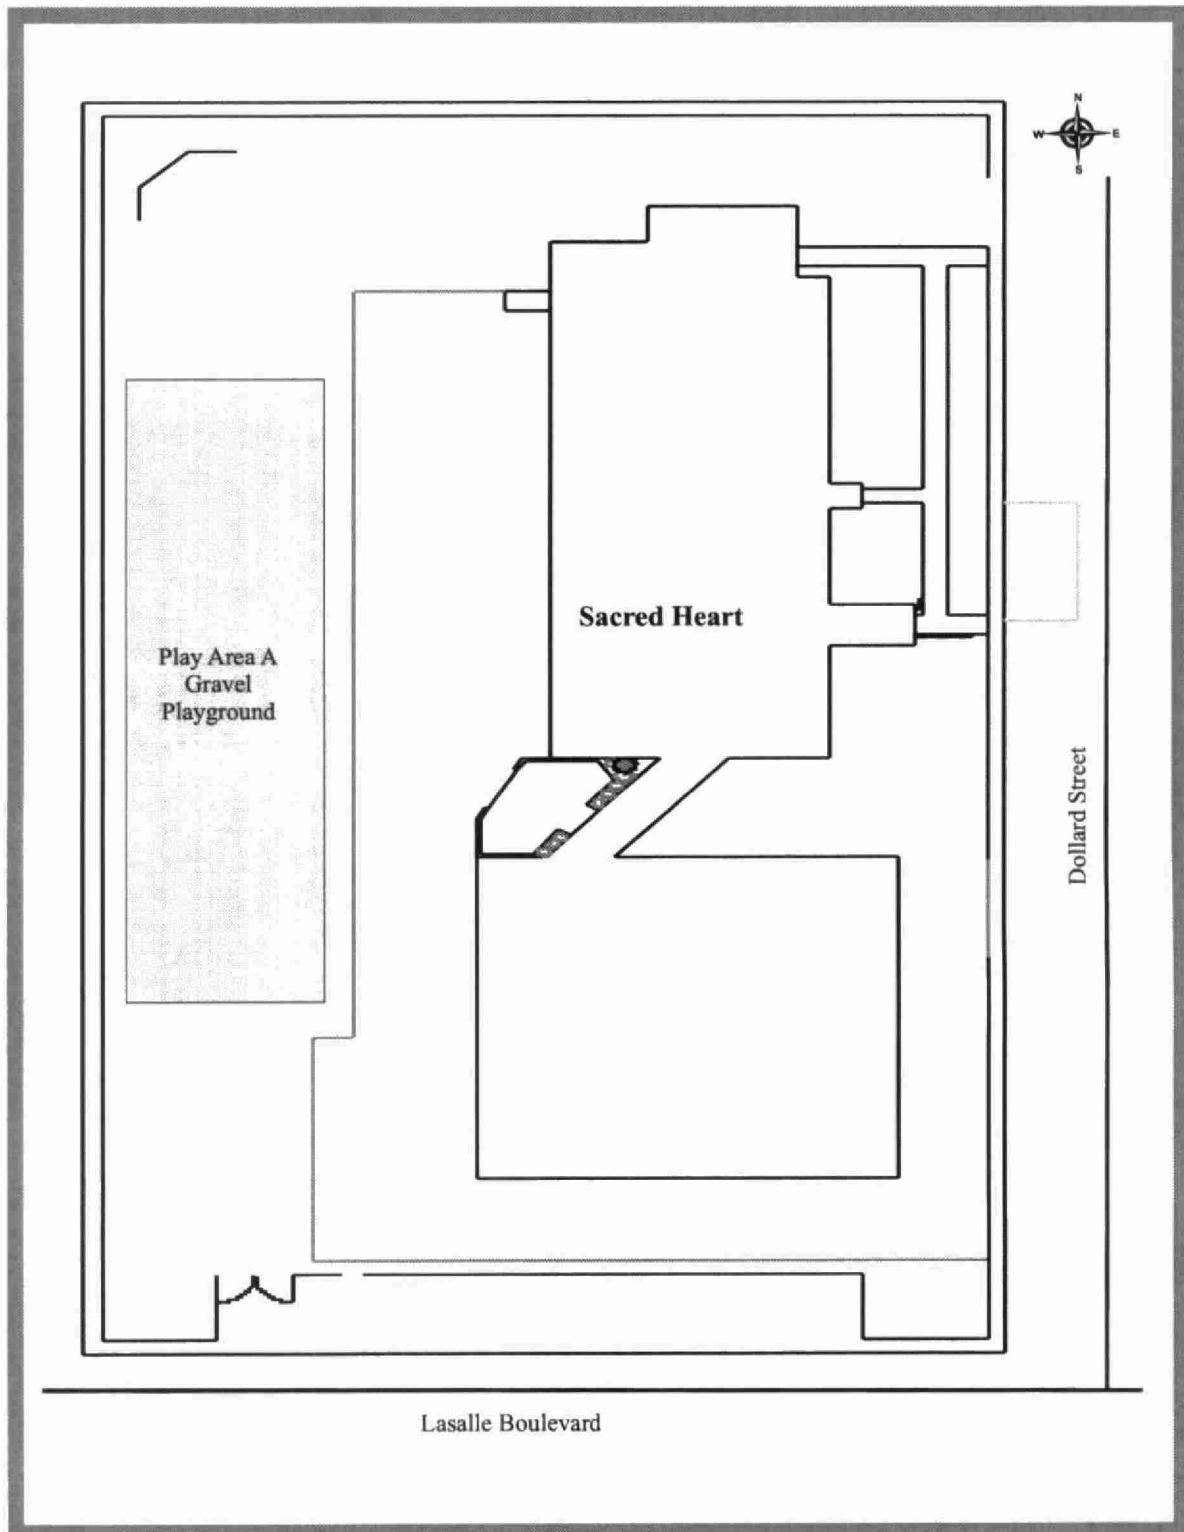 N
W E
S
Sacred Heart
Play Area A
Gravel
Playground
Dollard Street
Lasalle Boulevard